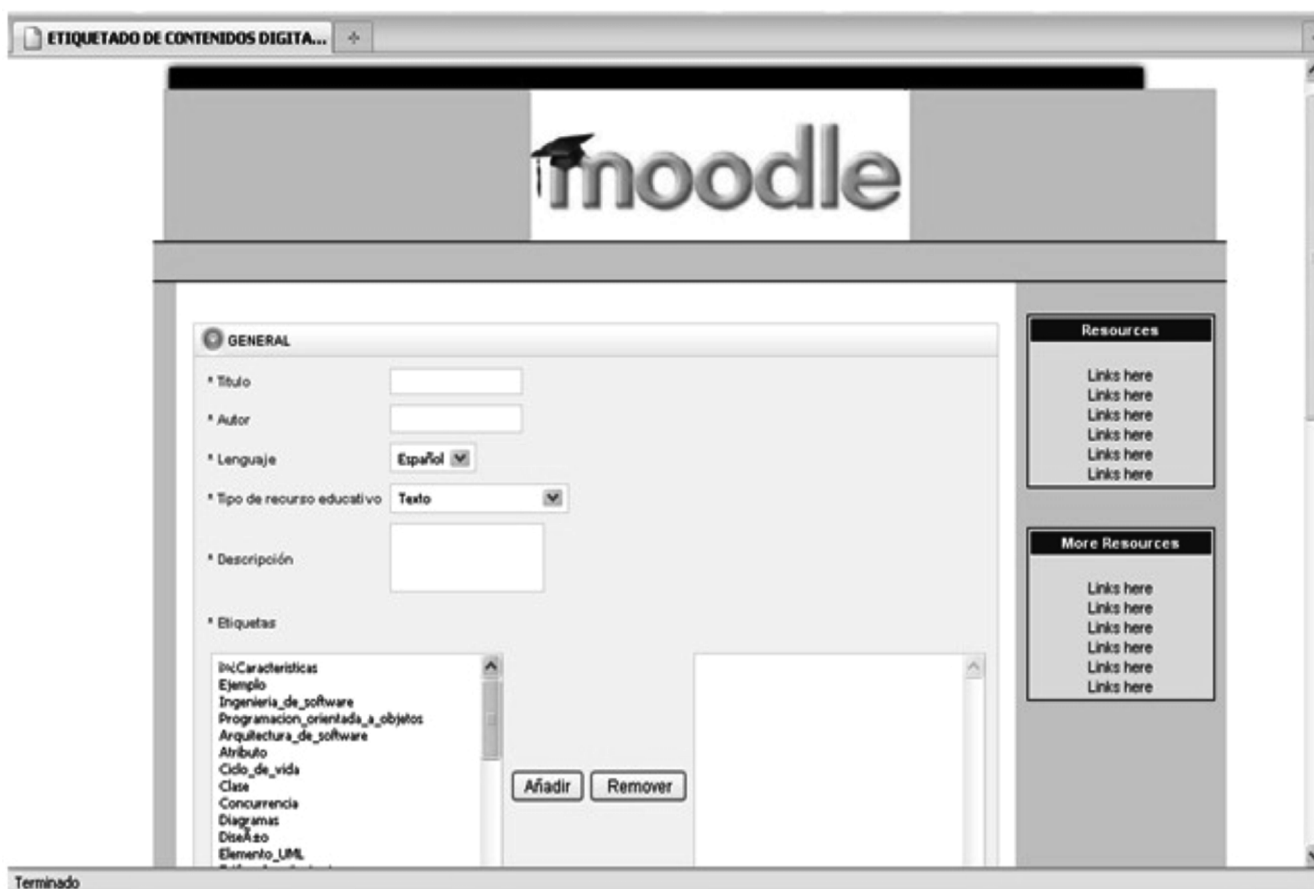 ETIQUETADO DE CONTENIDOS DIGITA...
moodle
GENERAL
* Título
* Autor
* Lenguaje Español
* Tipo de recurso educativo Texto
* Descripción
* Etiquetas
Características
Ejemplo
Ingenieria_de_software
Programacion_orientada_a_objetos
Arquitectura_de_software
Atributo
Ciclo_de_vida
Clase
Concurrencia
Diagramas
DiseÃ±o
Elemento_UML
Añadir Remover
Resources
Links here
Links here
Links here
Links here
Links here
Links here
More Resources
Links here
Links here
Links here
Links here
Links here
Links here
Terminado